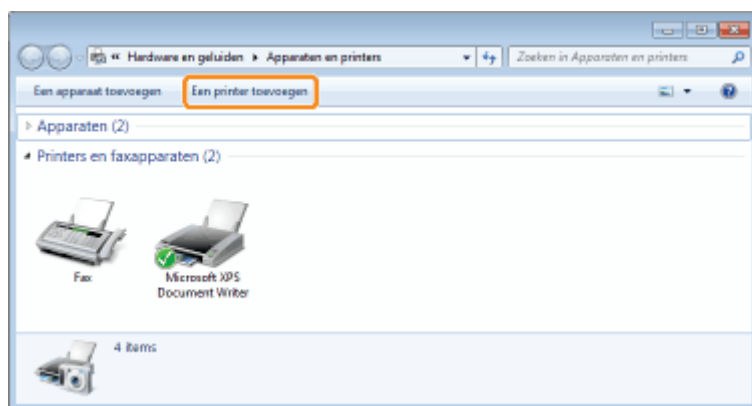 « Hardware en geluiden ▸ Apparaten en printers
Zoeken in Apparaten en printers
Een apparaat toevoegen
Een printer toevoegen
Apparaten (2)
Printers en faxapparaten (2)
Fax
Microsoft XPS
Document Writer
4 items